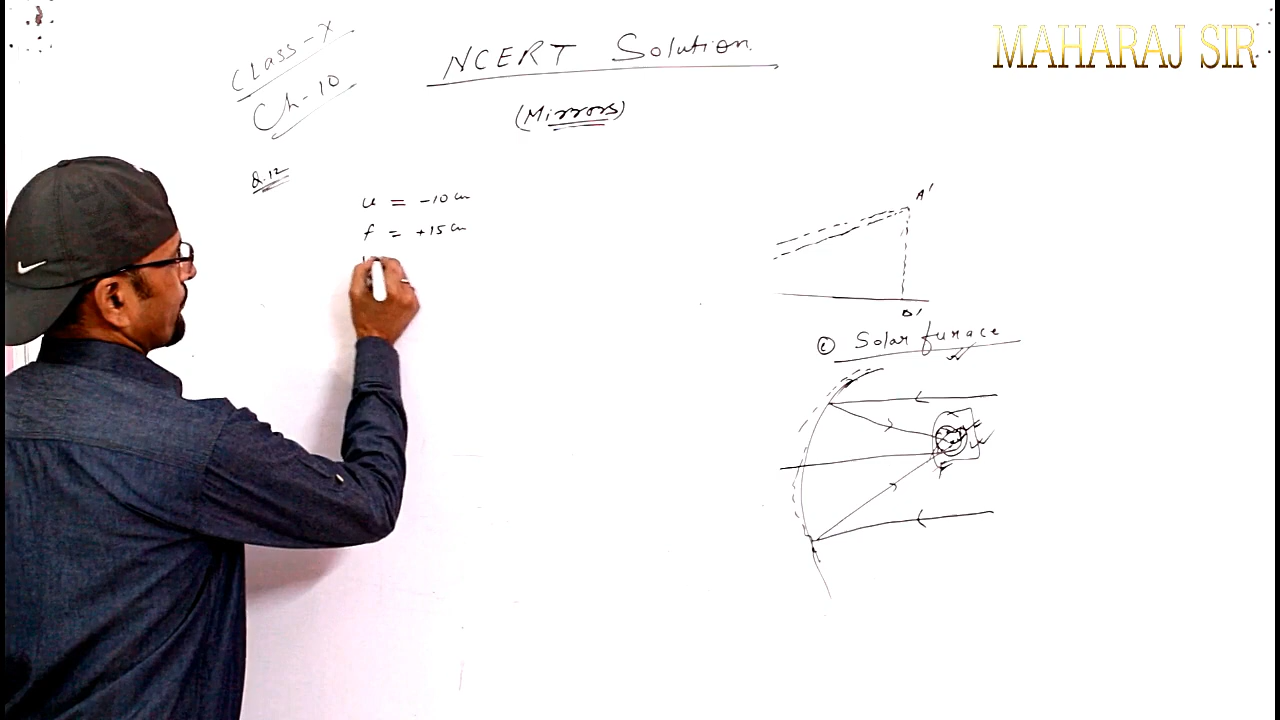 MAHARAJ SIR
Class-X
Ch-10
NCERT Solution
(Mirrors)
Q.12
u = -10 cm
f = +15 cm
A'
B'
(c) Solar furnace
F